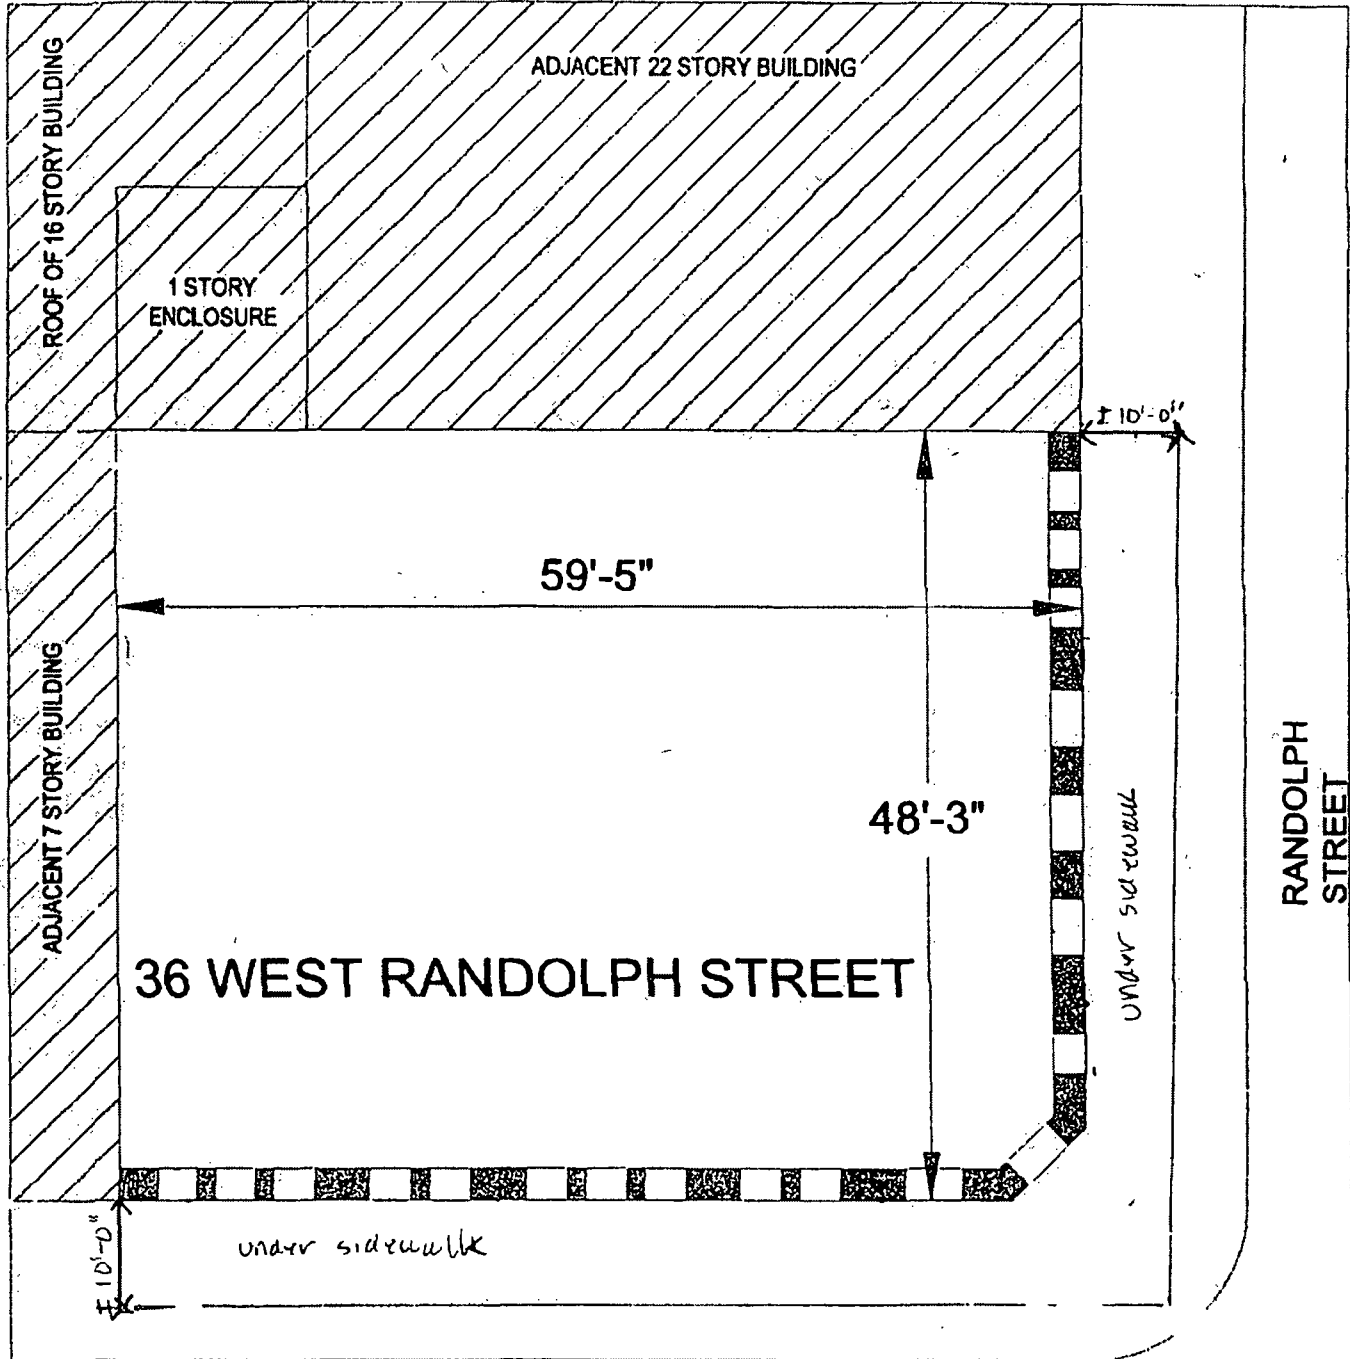 ADJACENT 22 STORY BUILDING
ROOF OF 16 STORY BUILDING
1 STORY
ENCLOSURE
± 10'-0"
59'-5"
ADJACENT 7 STORY BUILDING
48'-3"
under sidewalk
RANDOLPH
STREET
36 WEST RANDOLPH STREET
± 10'-0"
under sidewalk